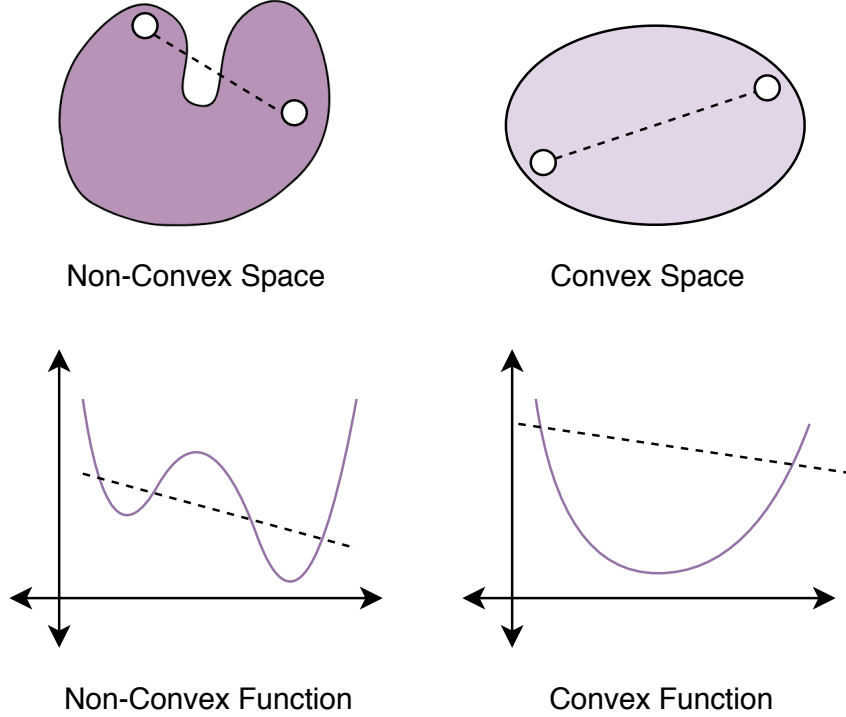 Non-Convex Space
Convex Space
Non-Convex Function
Convex Function